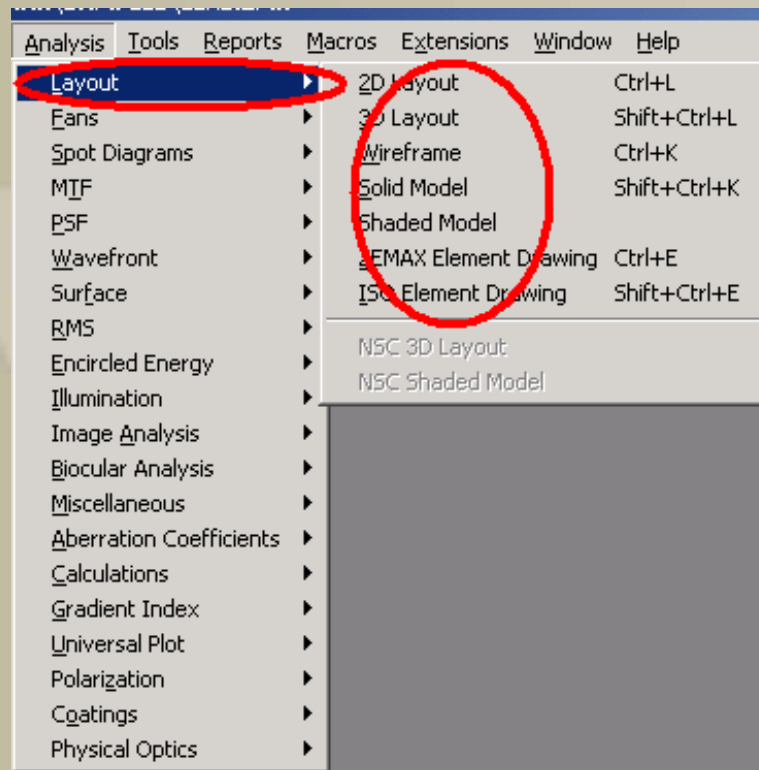 Analysis Tools Reports Macros Extensions Window Help
Layout
Fans
Spot Diagrams
MTF
PSF
Wavefront
Surface
RMS
Encircled Energy
Illumination
Image Analysis
Biocular Analysis
Miscellaneous
Aberration Coefficients
Calculations
Gradient Index
Universal Plot
Polarization
Coatings
Physical Optics
2D Layout Ctrl+L
3D Layout Shift+Ctrl+L
Wireframe Ctrl+K
Solid Model Shift+Ctrl+K
Shaded Model
ZEMAX Element Drawing Ctrl+E
ISO Element Drawing Shift+Ctrl+E
NSC 3D Layout
NSC Shaded Model